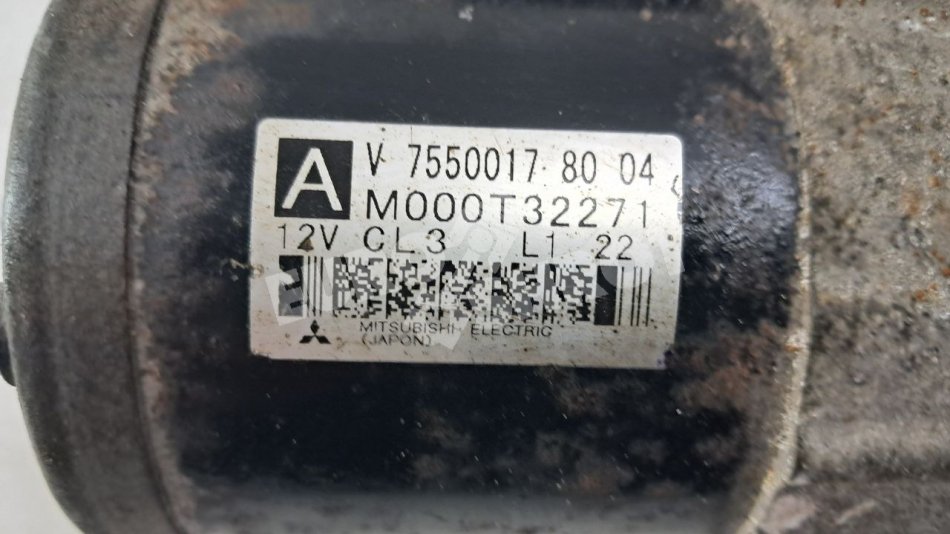 A
V 7550017 80 04
M000T32271
12V CL3 L1 22
MITSUBISHI ELECTRIC
(JAPON)